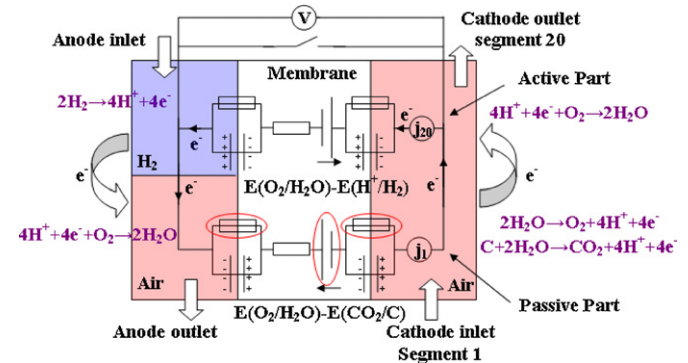 V
Anode inlet
Cathode outlet
segment 20
Membrane
Active Part
2H₂→4H⁺+4e⁻
e⁻
e⁻
j₂₀
4H⁺+4e⁻+O₂→2H₂O
H₂
e⁻
E(O₂/H₂O)-E(H⁺/H₂)
e⁻
e⁻
e⁻
4H⁺+4e⁻+O₂→2H₂O
2H₂O→O₂+4H⁺+4e⁻
C+2H₂O→CO₂+4H⁺+4e⁻
j₁
Air
Air
Passive Part
E(O₂/H₂O)-E(CO₂/C)
Anode outlet
Cathode inlet
Segment 1